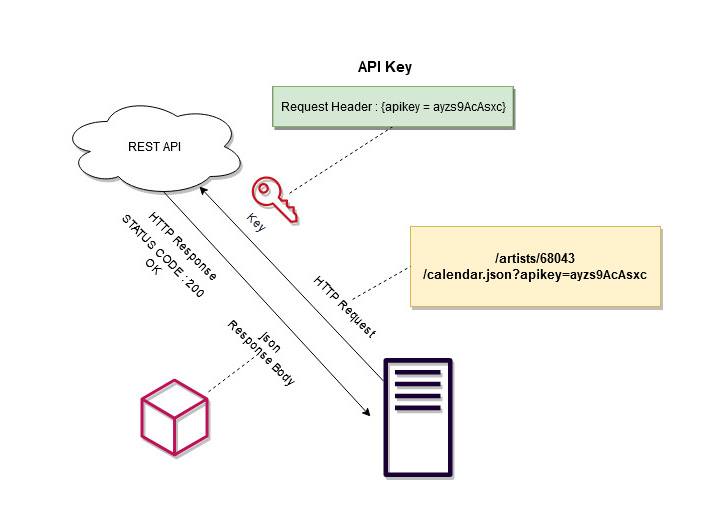 API Key
Request Header : {apikey = ayzs9AcAsxc}
REST API
Key
HTTP Response
STATUS CODE : 200
OK
/artists/68043
/calendar.json?apikey=ayzs9AcAsxc
HTTP Request
json
Response Body